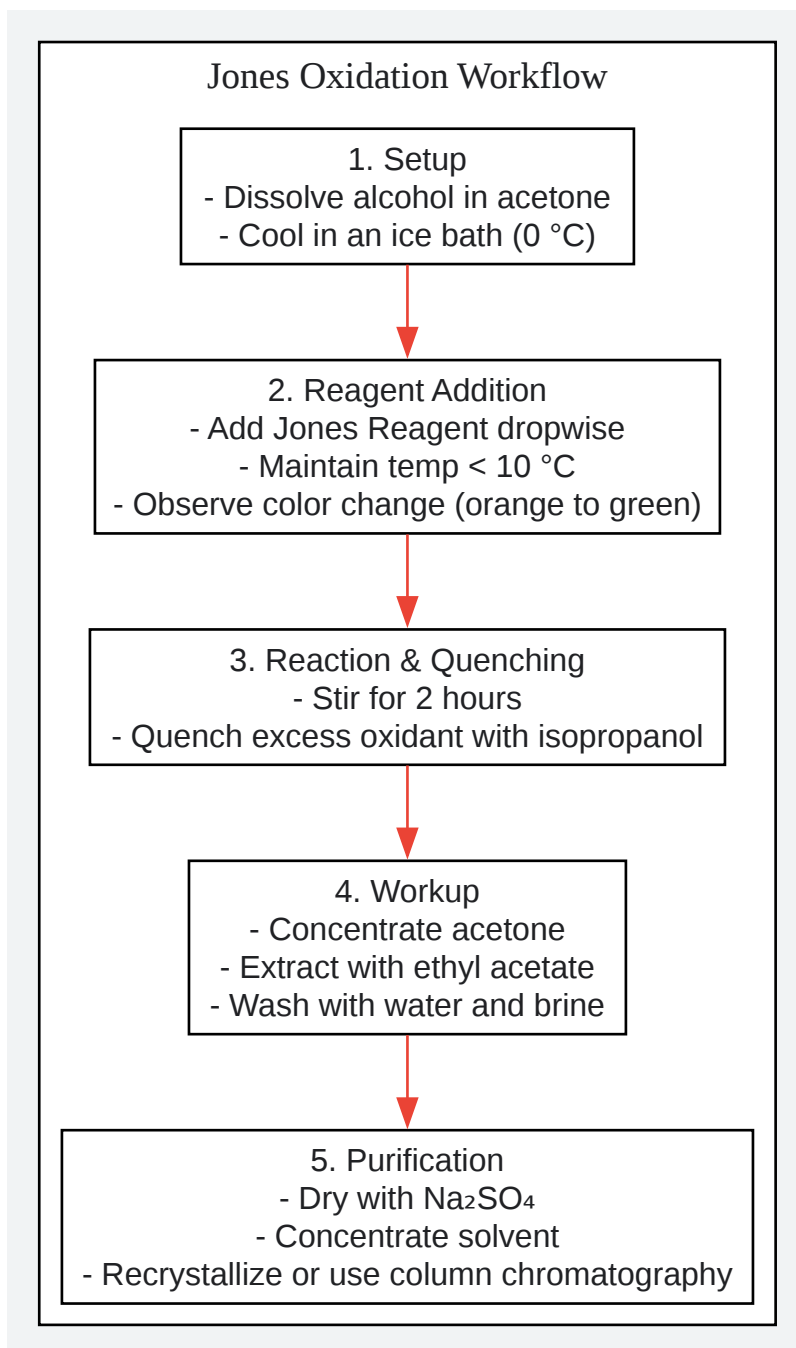 Jones Oxidation Workflow
1. Setup
- Dissolve alcohol in acetone
- Cool in an ice bath (0 °C)
2. Reagent Addition
- Add Jones Reagent dropwise
- Maintain temp < 10 °C
- Observe color change (orange to green)
3. Reaction & Quenching
- Stir for 2 hours
- Quench excess oxidant with isopropanol
4. Workup
- Concentrate acetone
- Extract with ethyl acetate
- Wash with water and brine
5. Purification
- Dry with Na₂SO₄
- Concentrate solvent
- Recrystallize or use column chromatography